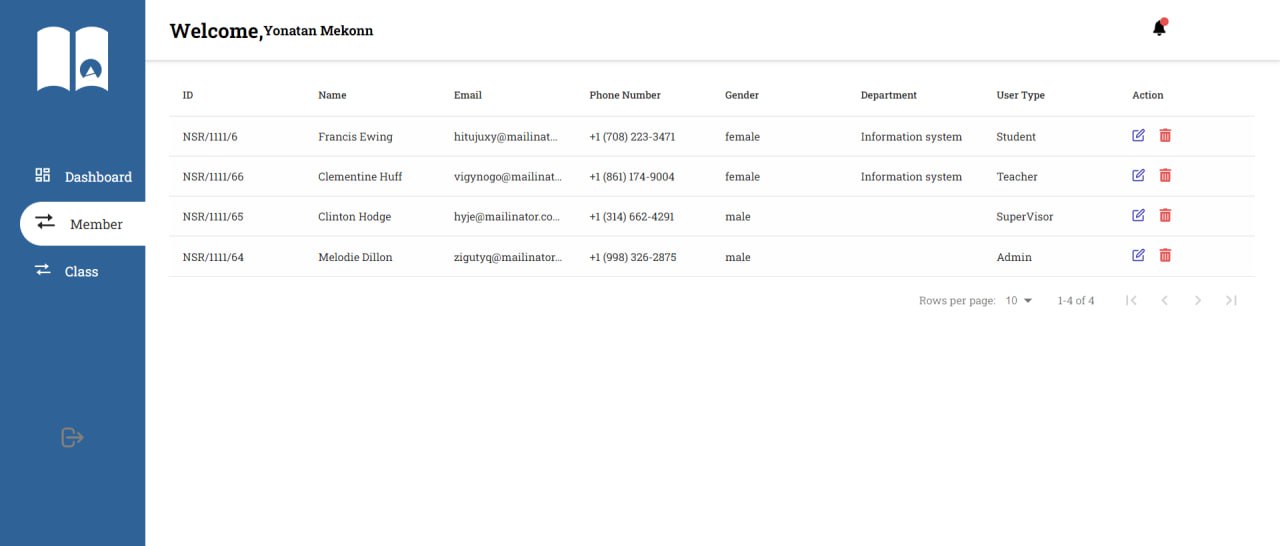 Welcome,Yonatan Mekonn
Dashboard
Member
Class
ID Name Email Phone Number Gender Department User Type Action
NSR/1111/6 Francis Ewing hitujuxy@mailinat... +1 (708) 223-3471 female Information system Student
NSR/1111/66 Clementine Huff vigynogo@mailinat... +1 (861) 174-9004 female Information system Teacher
NSR/1111/65 Clinton Hodge hyje@mailinator.co... +1 (314) 662-4291 male SuperVisor
NSR/1111/64 Melodie Dillon zigutyq@mailinator... +1 (998) 326-2875 male Admin
Rows per page: 10 1-4 of 4